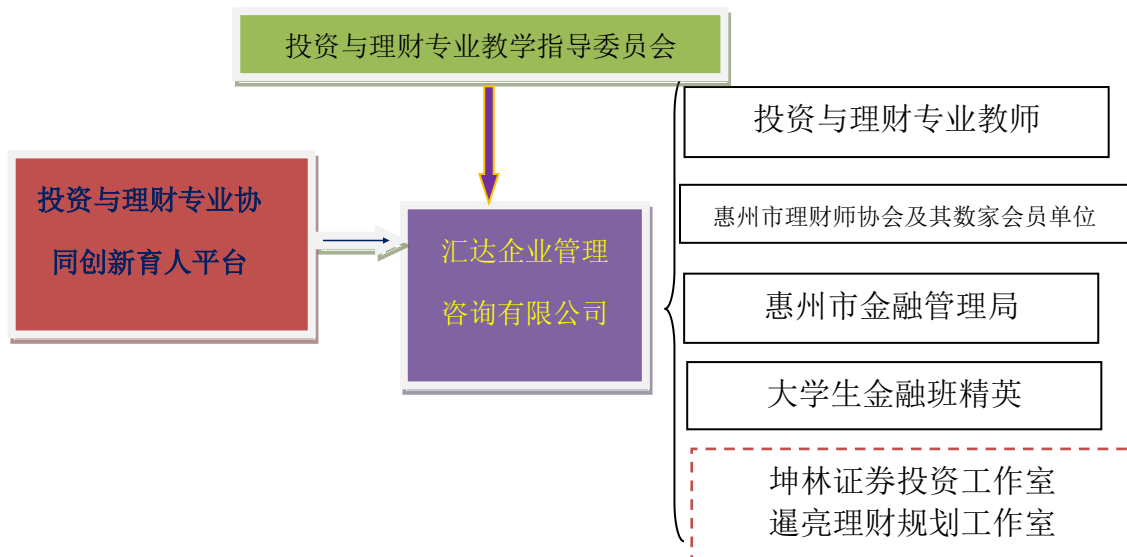 投资与理财专业教学指导委员会
投资与理财专业教师
投资与理财专业协
同创新育人平台
惠州市理财师协会及其数家会员单位
汇达企业管理
咨询有限公司
惠州市金融管理局
大学生金融班精英
坤林证券投资工作室
暹亮理财规划工作室